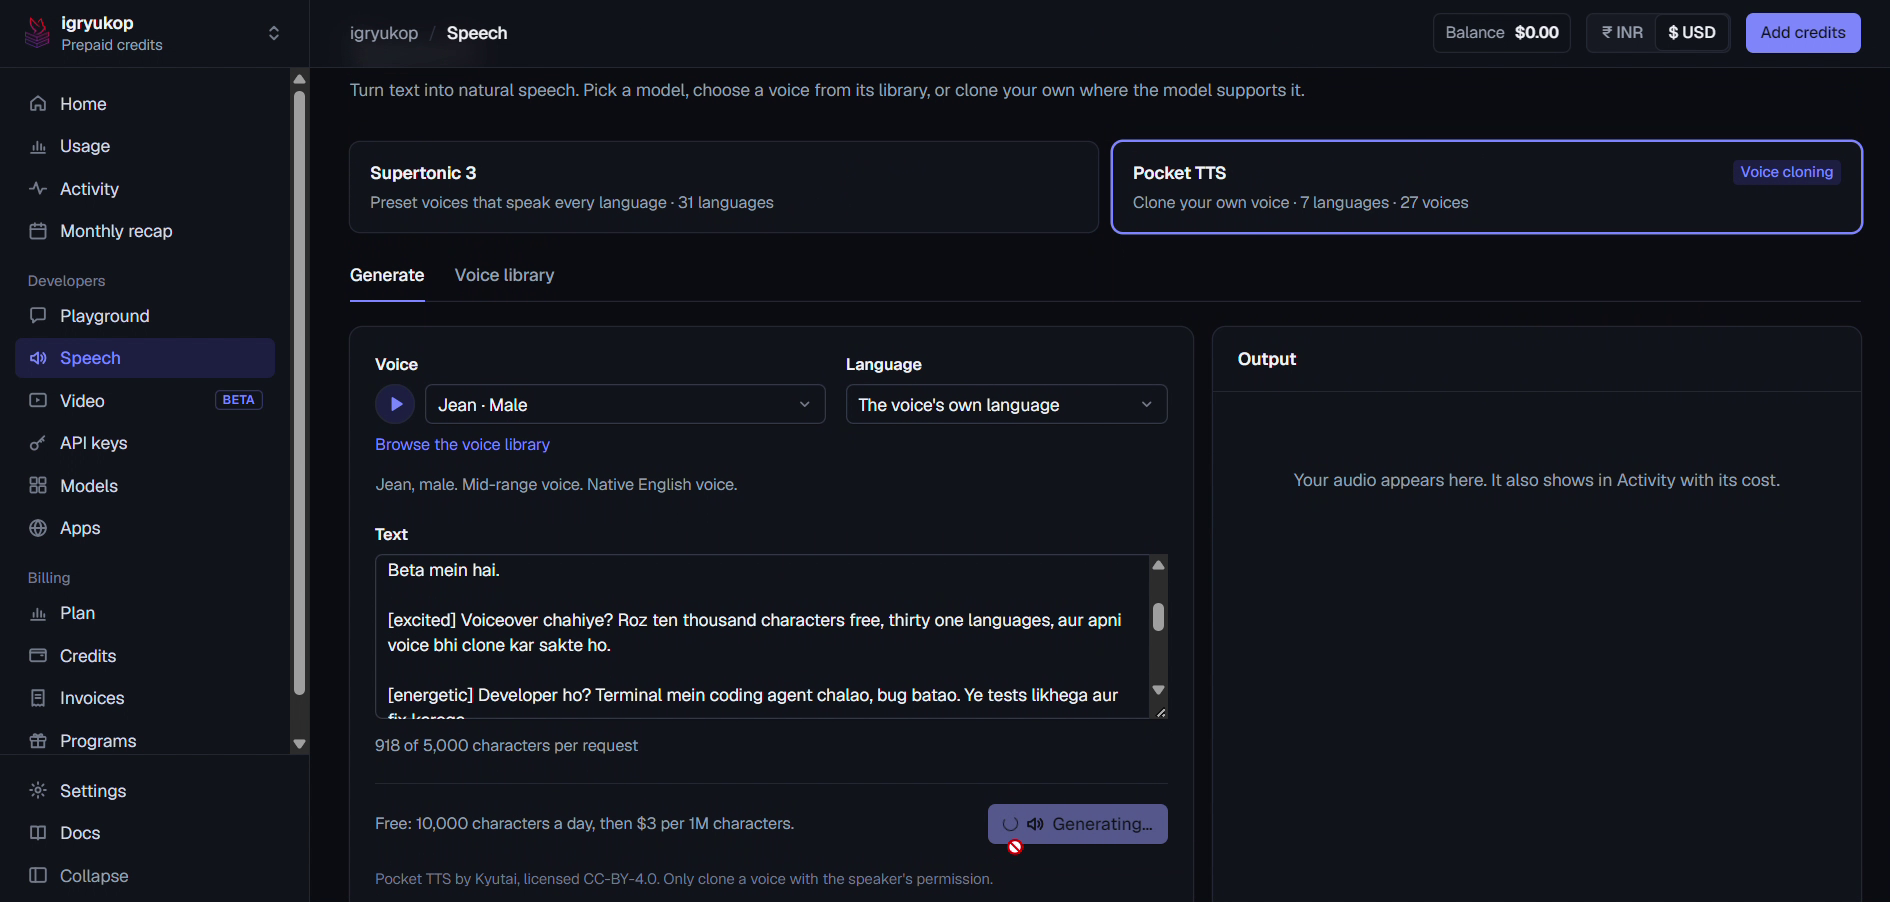 igryukop
Prepaid credits
Home
Usage
Activity
Monthly recap
Developers
Playground
Speech
Video BETA
API keys
Models
Apps
Billing
Plan
Credits
Invoices
Programs
Settings
Docs
Collapse
igryukop / Speech
Balance $0.00
₹ INR $ USD
Add credits
Turn text into natural speech. Pick a model, choose a voice from its library, or clone your own where the model supports it.
Supertonic 3
Preset voices that speak every language · 31 languages
Pocket TTS
Voice cloning
Clone your own voice · 7 languages · 27 voices
Generate Voice library
Voice
Jean · Male
Language
The voice's own language
Browse the voice library
Jean, male. Mid-range voice. Native English voice.
Text
Beta mein hai.
[excited] Voiceover chahiye? Roz ten thousand characters free, thirty one languages, aur apni
voice bhi clone kar sakte ho.
[energetic] Developer ho? Terminal mein coding agent chalao, bug batao. Ye tests likhega aur
918 of 5,000 characters per request
Free: 10,000 characters a day, then $3 per 1M characters.
Generating...
Pocket TTS by Kyutai, licensed CC-BY-4.0. Only clone a voice with the speaker's permission.
Output
Your audio appears here. It also shows in Activity with its cost.